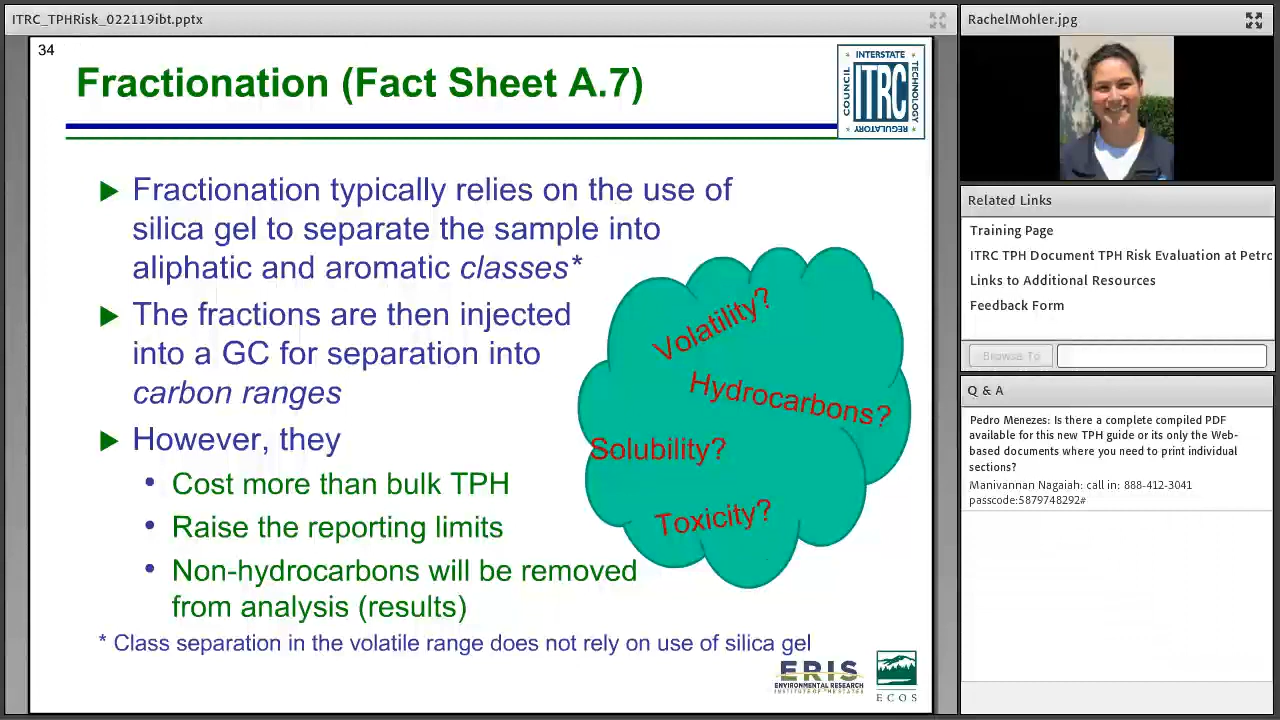 ITRC_TPHRisk_022119ibt.pptx
34
Fractionation (Fact Sheet A.7)
INTERSTATE
COUNCIL
ITRC
TECHNOLOGY
REGULATORY
Fractionation typically relies on the use of
silica gel to separate the sample into
aliphatic and aromatic classes*
The fractions are then injected
into a GC for separation into
carbon ranges
However, they
Cost more than bulk TPH
Raise the reporting limits
Non-hydrocarbons will be removed
from analysis (results)
* Class separation in the volatile range does not rely on use of silica gel
Volatility?
Hydrocarbons?
Solubility?
Toxicity?
ERIS
ENVIRONMENTAL RESEARCH
INSTITUTE OF THE STATES
ECOS
RachelMohler.jpg
Related Links
Training Page
ITRC TPH Document TPH Risk Evaluation at Petrc
Links to Additional Resources
Feedback Form
Browse To
Q & A
Pedro Menezes: Is there a complete compiled PDF
available for this new TPH guide or its only the Web-
based documents where you need to print individual
sections?
Manivannan Nagaiah: call in: 888-412-3041
passcode:5879748292#